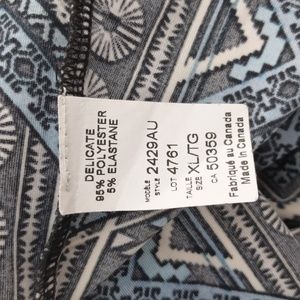 DELICATE
95% POLYESTER
5% ELASTANE
MODÈLE
STYLE 2429AU
LOT 4761
TAILLE
SIZE XL/TG
CA 60359
Fabriqué au Canada
Made in Canada